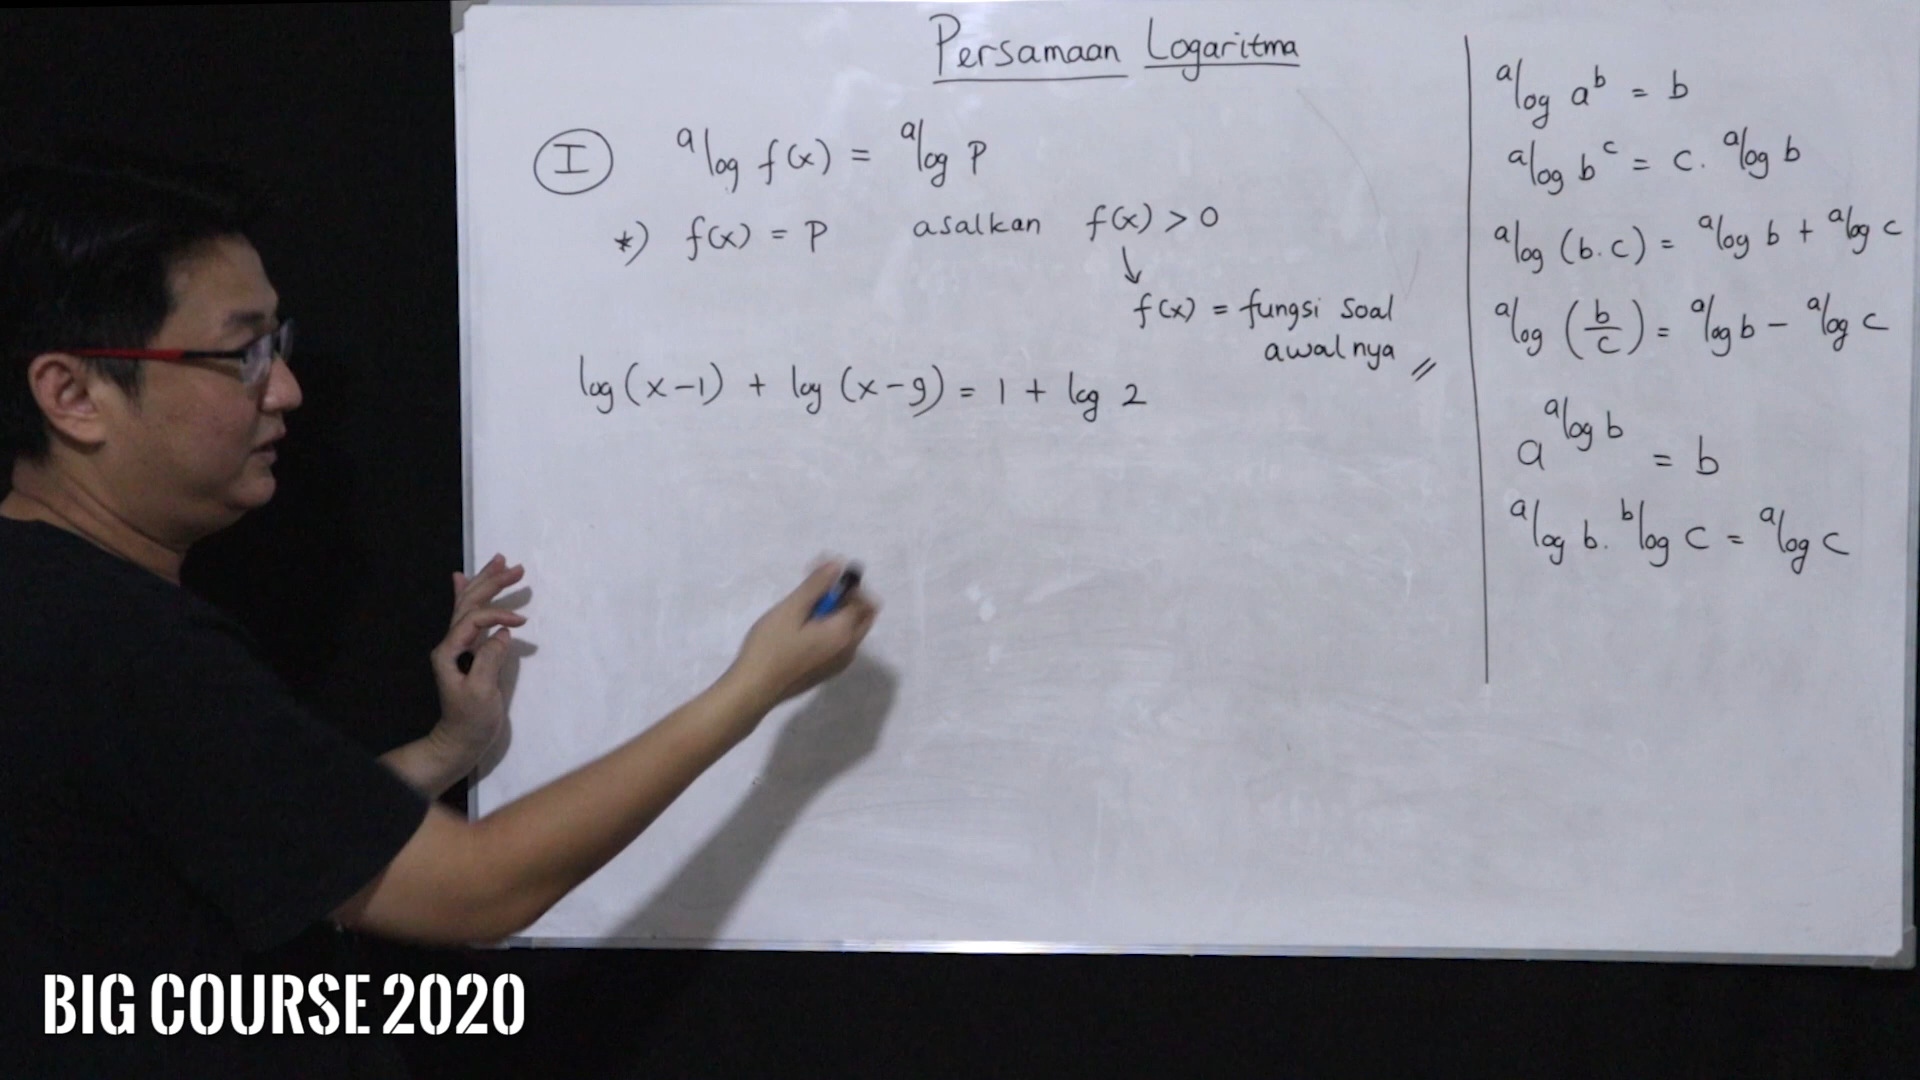 Persamaan Logaritma
I ᵃlog f(x) = ᵃlog p
*) f(x) = p asalkan f(x) > 0
↓
f(x) = fungsi soal
awalnya //
log (x-1) + log (x-9) = 1 + log 2
ᵃlog aᵇ = b
ᵃlog bᶜ = c. ᵃlog b
ᵃlog (b.c) = ᵃlog b + ᵃlog c
ᵃlog (b/c) = ᵃlog b - ᵃlog c
a^(ᵃlog b) = b
ᵃlog b. ᵇlog c = ᵃlog c
BIG COURSE 2020